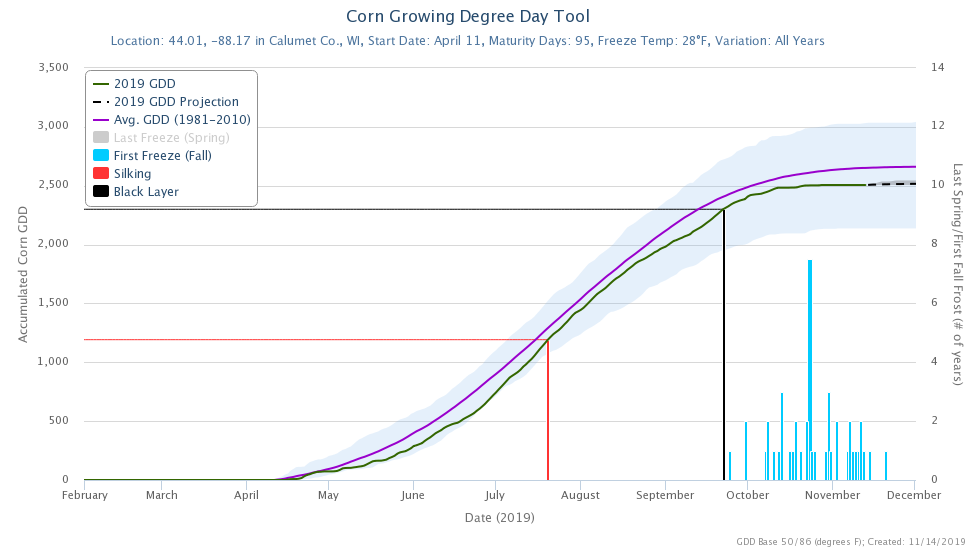 Corn Growing Degree Day Tool
Location: 44.01, -88.17 in Calumet Co., WI, Start Date: April 11, Maturity Days: 95, Freeze Temp: 28°F, Variation: All Years
3,500
3,000
2,500
2,000
1,500
1,000
500
0
Accumulated Corn GDD
2019 GDD
2019 GDD Projection
Avg. GDD (1981-2010)
Last Freeze (Spring)
First Freeze (Fall)
Silking
Black Layer
14
12
10
8
6
4
2
0
Last Spring/First Fall Frost (# of years)
February March April May June July August September October November December
Date (2019)
GDD Base 50/86 (degrees F); Created: 11/14/2019